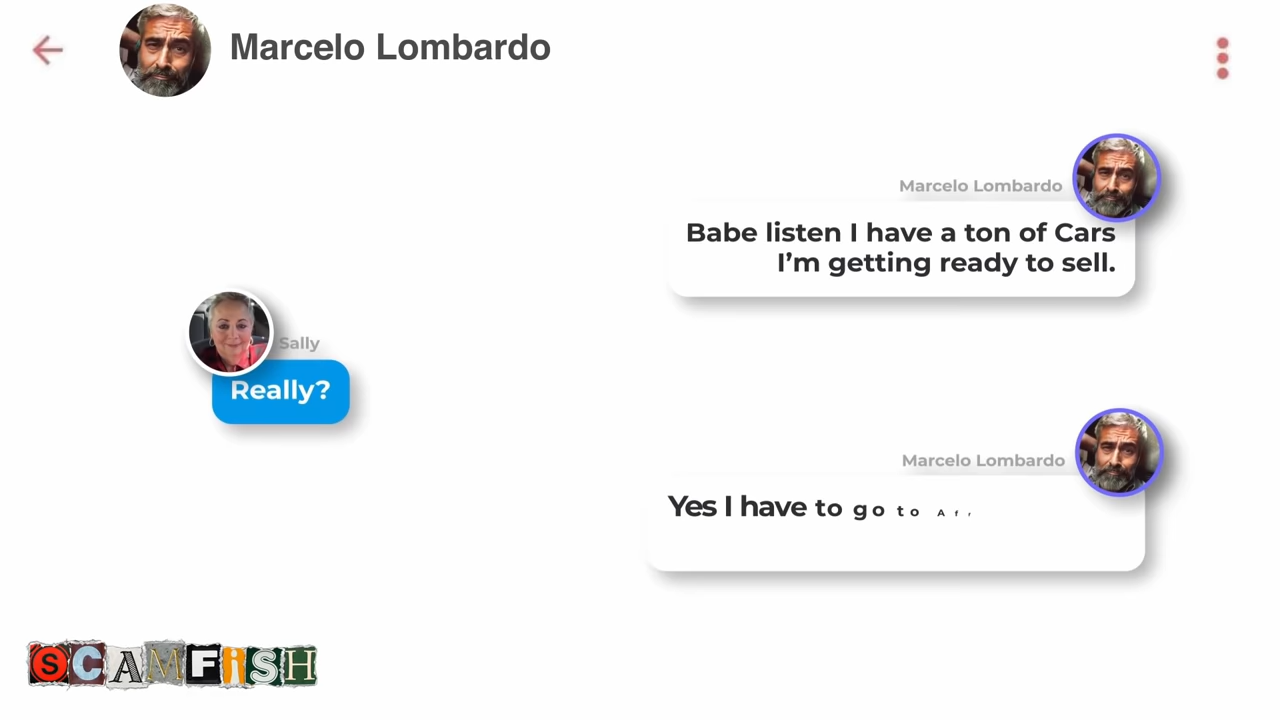 Marcelo Lombardo
Marcelo Lombardo
Babe listen I have a ton of Cars
I’m getting ready to sell.
Sally
Really?
Marcelo Lombardo
Yes I have to go to
SCAMFiSH